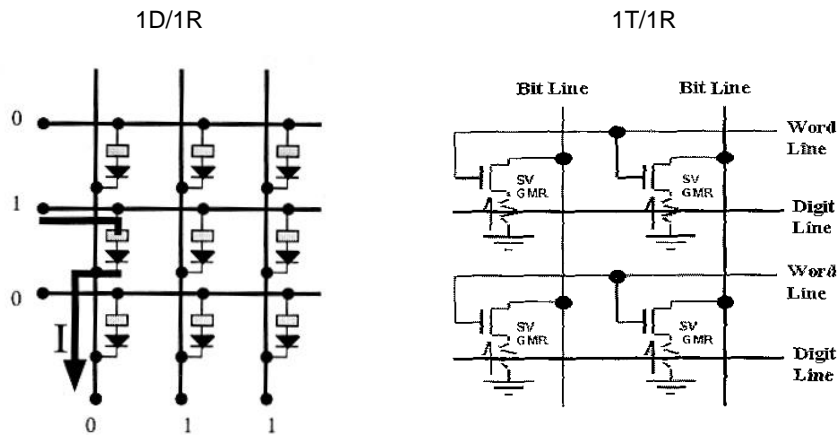 1D/1R
1T/1R
0
1
0
I
0 1 1
Bit Line Bit Line
Word
Line
SV
GMR
SV
GMR
Digit
Line
Word
Line
SV
GMR
SV
GMR
Digit
Line